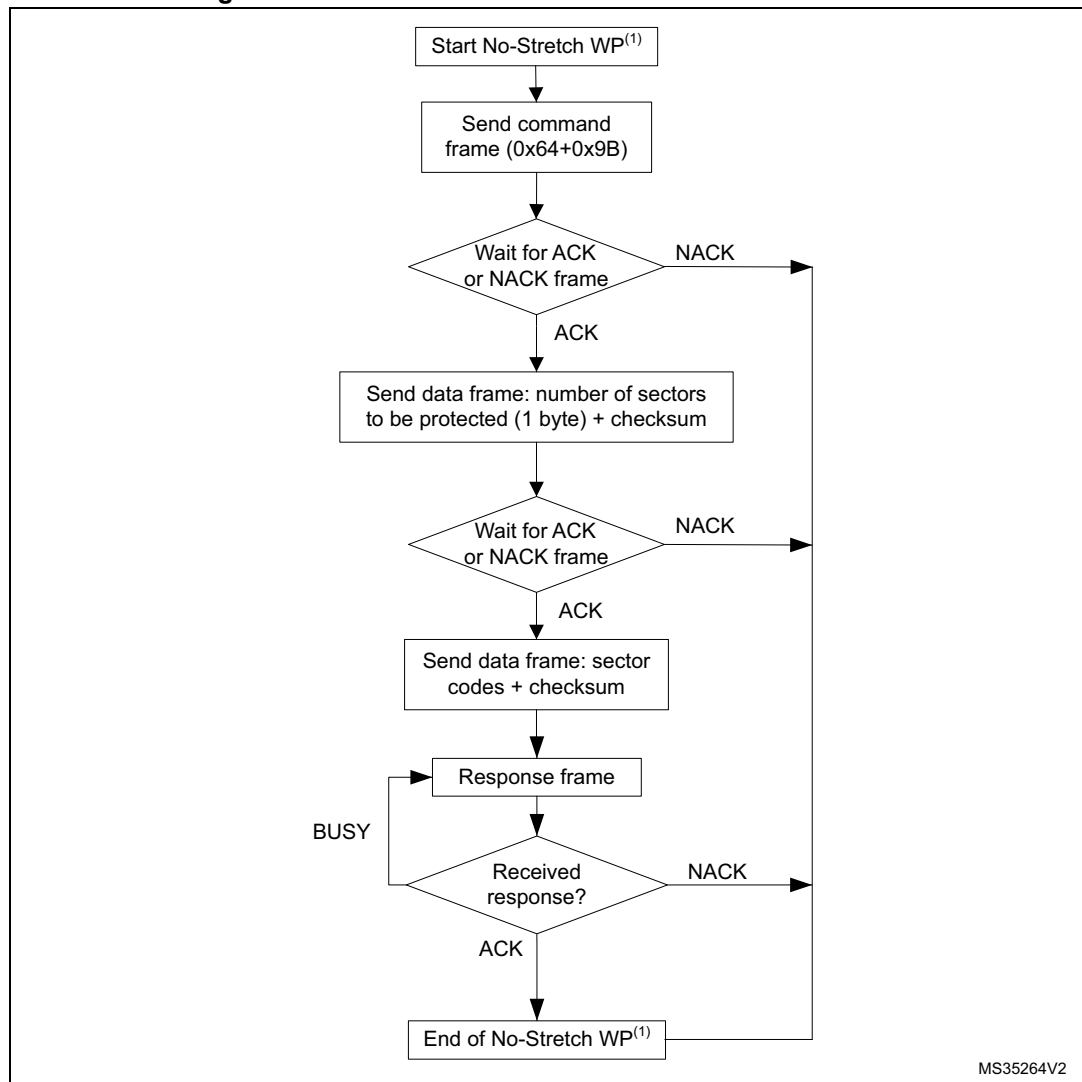 Start No-Stretch WP(1)
Send command
frame (0x64+0x9B)
Wait for ACK
or NACK frame
NACK
ACK
Send data frame: number of sectors
to be protected (1 byte) + checksum
Wait for ACK
or NACK frame
NACK
ACK
Send data frame: sector
codes + checksum
Response frame
BUSY
Received
response?
NACK
ACK
End of No-Stretch WP(1)
MS35264V2